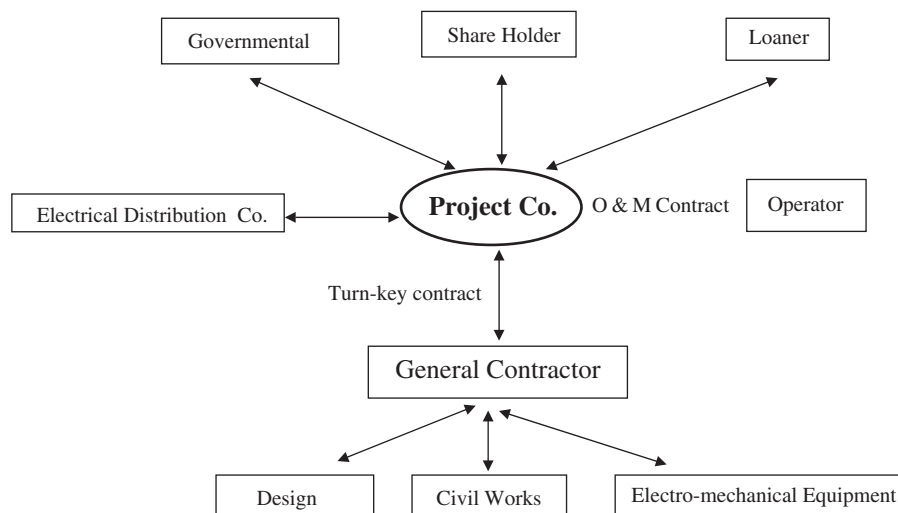 Governmental
Share Holder
Loaner
Electrical Distribution Co.
Project Co.
O & M Contract
Operator
Turn-key contract
General Contractor
Design
Civil Works
Electro-mechanical Equipment